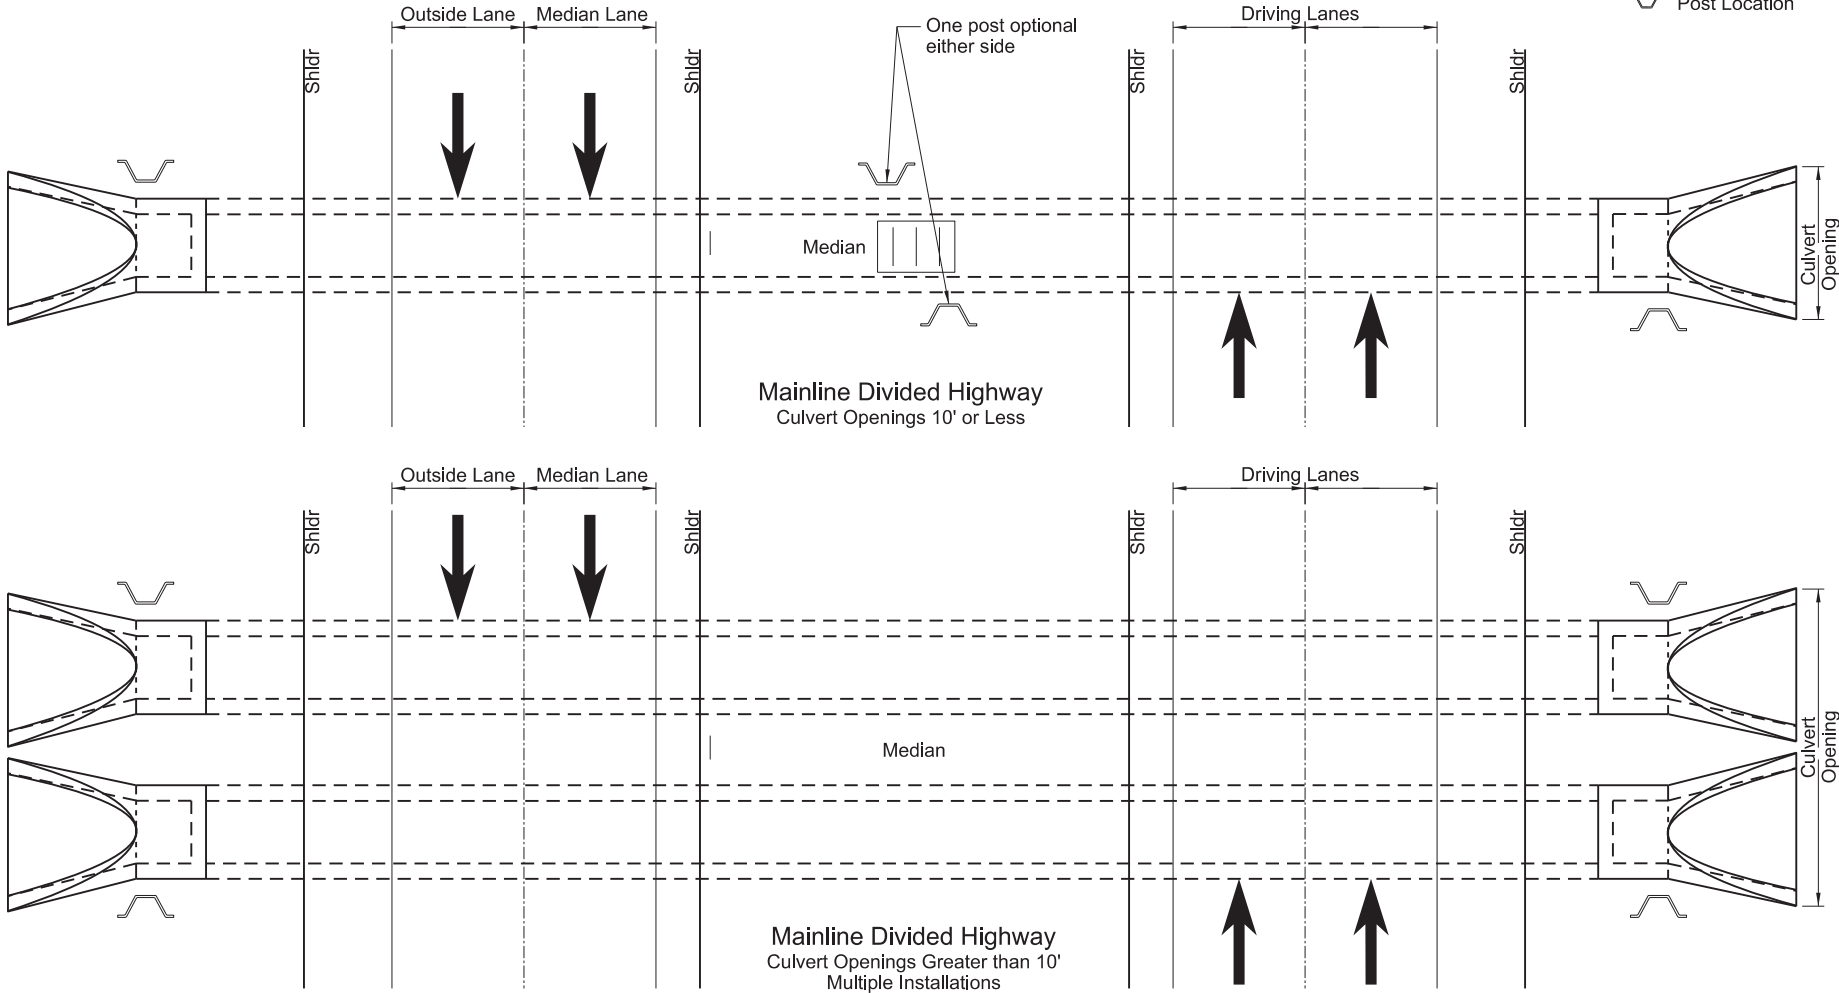 Outside Lane Median Lane
One post optional
either side
Driving Lanes
Post Location
Shldr
Shldr
Shldr
Shldr
Median
Culvert
Opening
Mainline Divided Highway
Culvert Openings 10' or Less
Outside Lane Median Lane
Driving Lanes
Shldr
Shldr
Shldr
Shldr
Median
Culvert
Opening
Mainline Divided Highway
Culvert Openings Greater than 10'
Multiple Installations